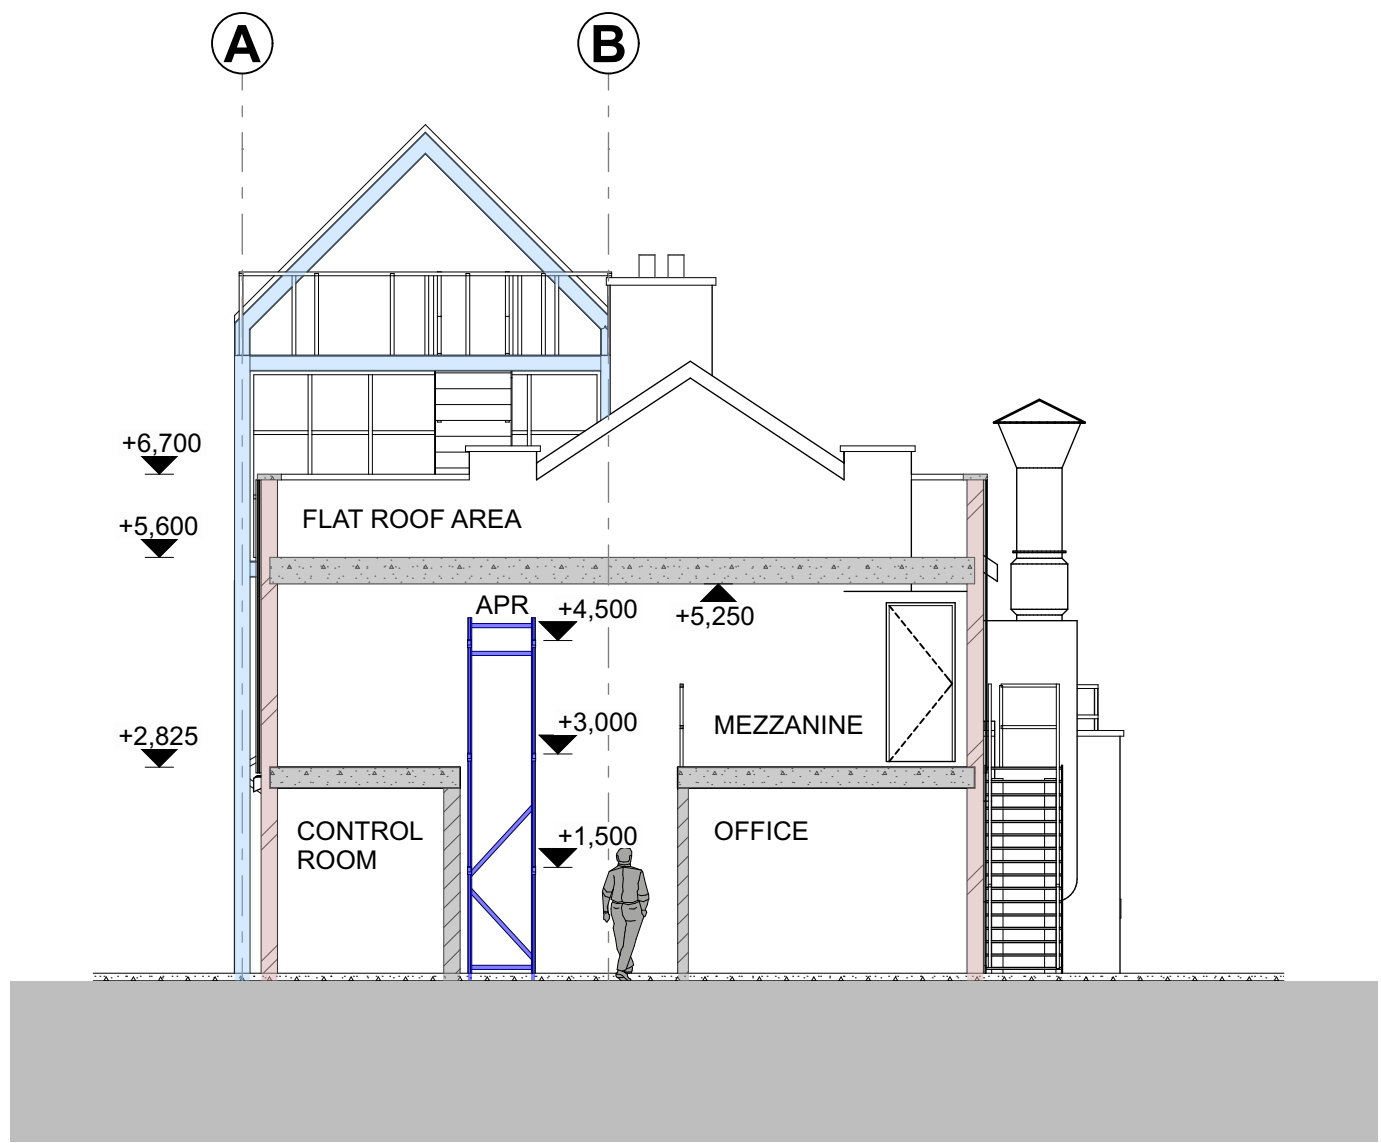 A
B
+6,700
+5,600
FLAT ROOF AREA
APR
+4,500
+5,250
+3,000
MEZZANINE
+2,825
CONTROL
ROOM
+1,500
OFFICE